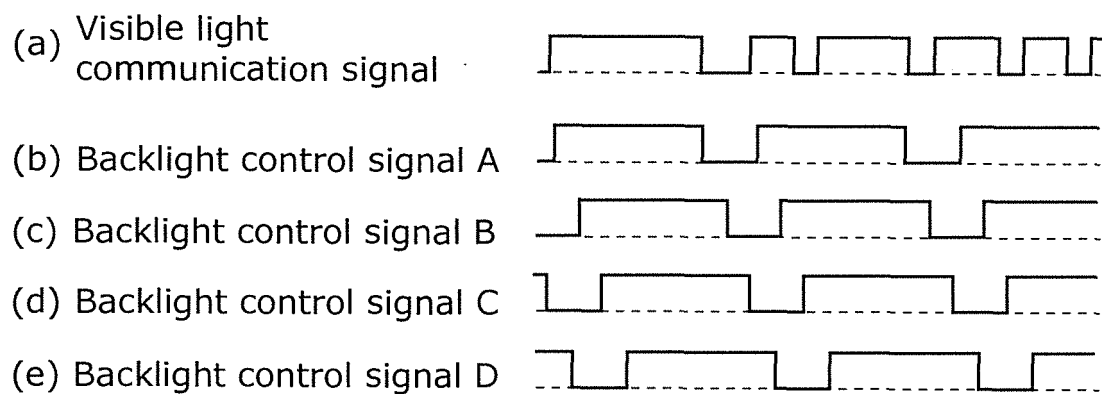 (a) Visible light
communication signal
(b) Backlight control signal A
(c) Backlight control signal B
(d) Backlight control signal C
(e) Backlight control signal D